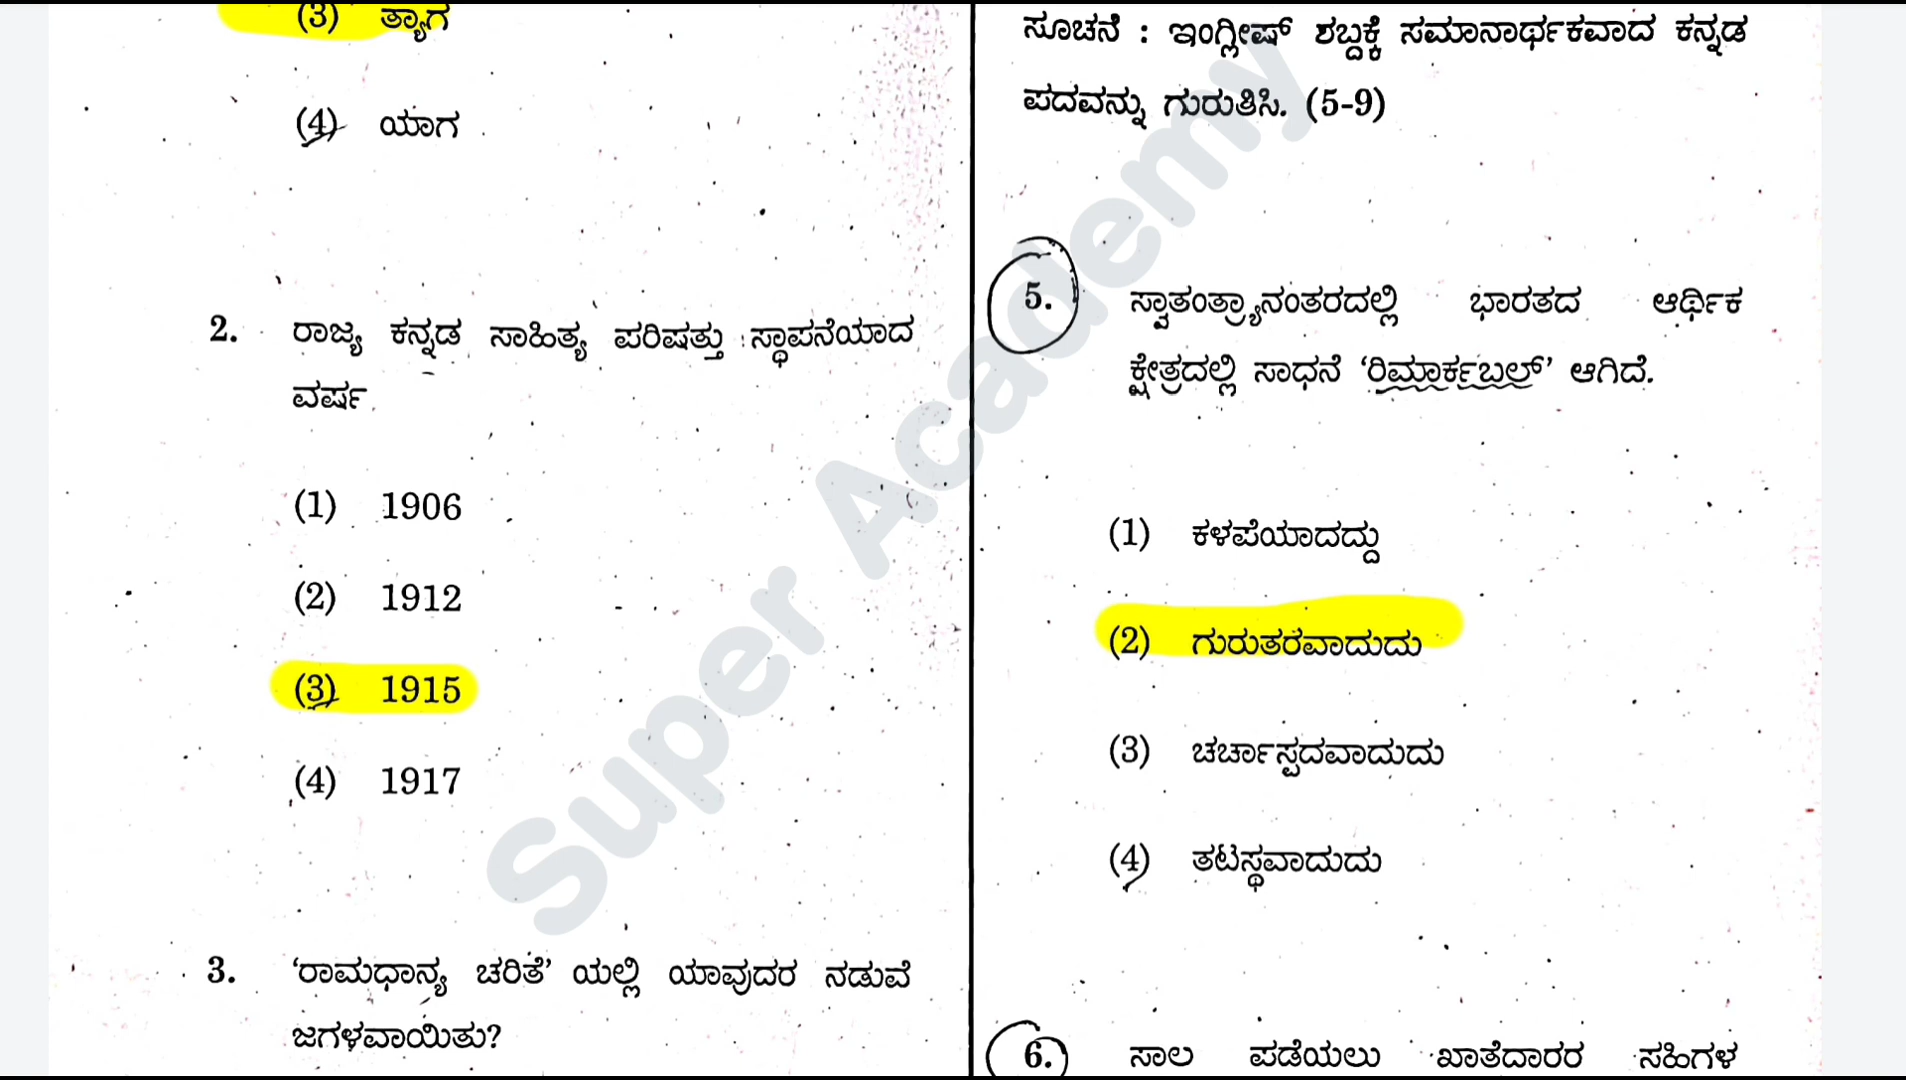 (3) ತ್ಯಾಗ
(4) ಯಾಗ
2. ರಾಜ್ಯ ಕನ್ನಡ ಸಾಹಿತ್ಯ ಪರಿಷತ್ತು ಸ್ಥಾಪನೆಯಾದ
ವರ್ಷ
(1) 1906
(2) 1912
(3) 1915
(4) 1917
3. ‘ರಾಮಧಾನ್ಯ ಚರಿತೆ’ ಯಲ್ಲಿ ಯಾವುದರ ನಡುವೆ
ಜಗಳವಾಯಿತು?
ಸೂಚನೆ : ಇಂಗ್ಲೀಷ್ ಶಬ್ದಕ್ಕೆ ಸಮಾನಾರ್ಥಕವಾದ ಕನ್ನಡ
ಪದವನ್ನು ಗುರುತಿಸಿ. (5-9)
5. ಸ್ವಾತಂತ್ರ್ಯಾನಂತರದಲ್ಲಿ ಭಾರತದ ಆರ್ಥಿಕ
ಕ್ಷೇತ್ರದಲ್ಲಿ ಸಾಧನೆ ‘ರಿಮಾರ್ಕಬಲ್’ ಆಗಿದೆ.
(1) ಕಳಪೆಯಾದದ್ದು
(2) ಗುರುತರವಾದುದು
(3) ಚರ್ಚಾಸ್ಪದವಾದುದು
(4) ತಟಸ್ಥವಾದುದು
6. ಸಾಲ ಪಡೆಯಲು ಖಾತೆದಾರರ ಸಹಿಗಳ
Super Academy